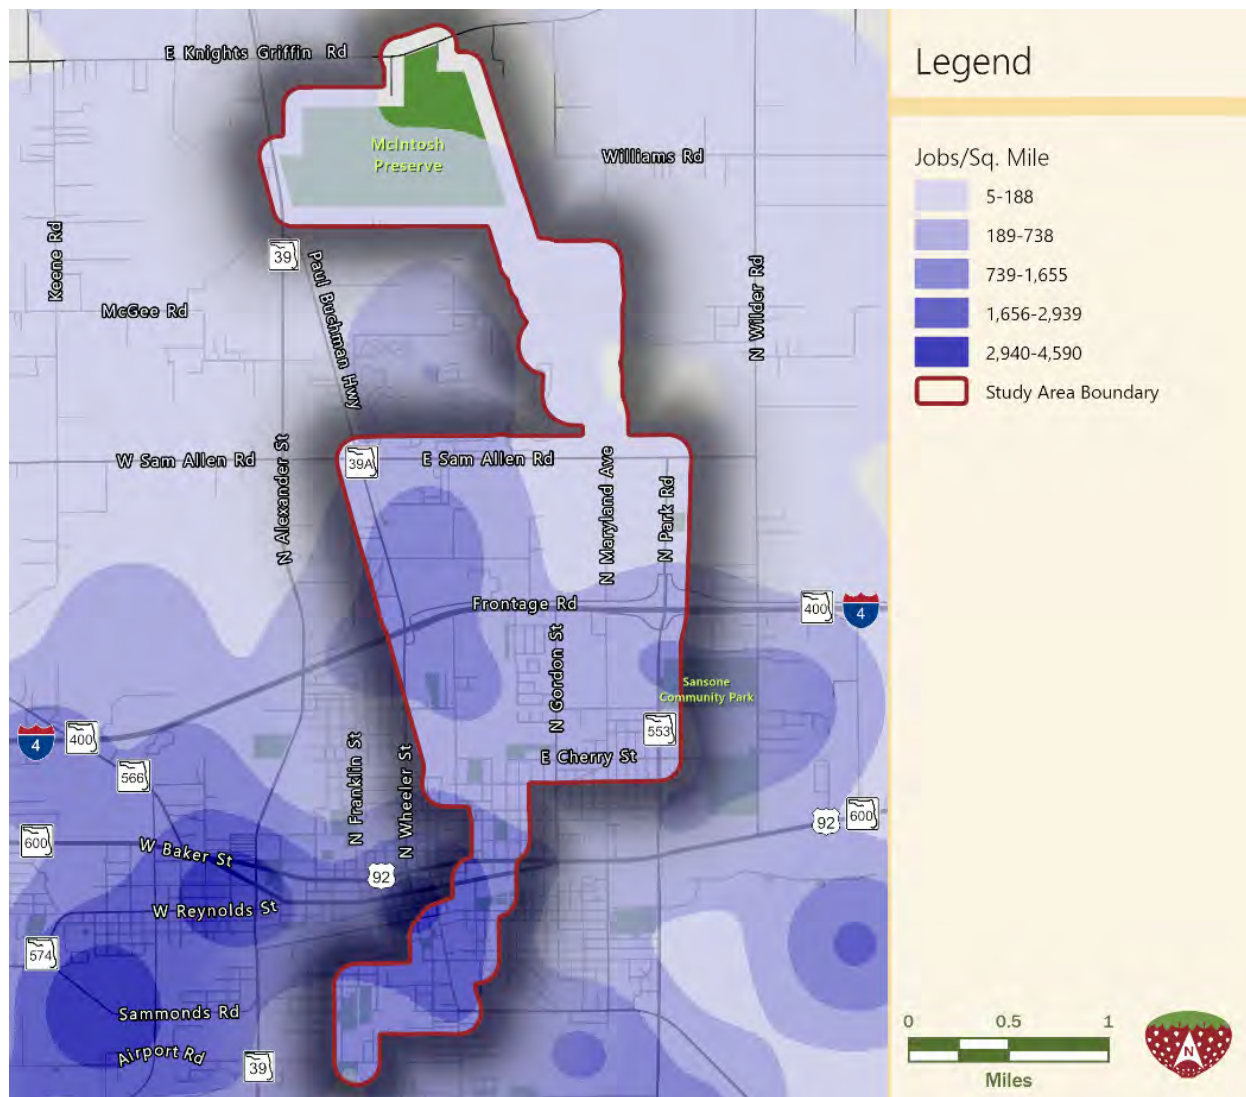 E Knights Griffin Rd
McIntosh
Preserve
Williams Rd
Keene Rd
39
Paul Buchman Hwy
McGee Rd
N Wilder Rd
W Sam Allen Rd
39A
E Sam Allen Rd
N Alexander St
N Maryland Ave
N Park Rd
Frontage Rd
400
4
N Gordon St
Sansone
Community Park
553
4
400
566
E Cherry St
N Franklin St
N Wheeler St
600
W Baker St
92
92
600
W Reynolds St
574
Sammonds Rd
Airport Rd
39
Legend
Jobs/Sq. Mile
5-188
189-738
739-1,655
1,656-2,939
2,940-4,590
Study Area Boundary
0 0.5 1
Miles
N